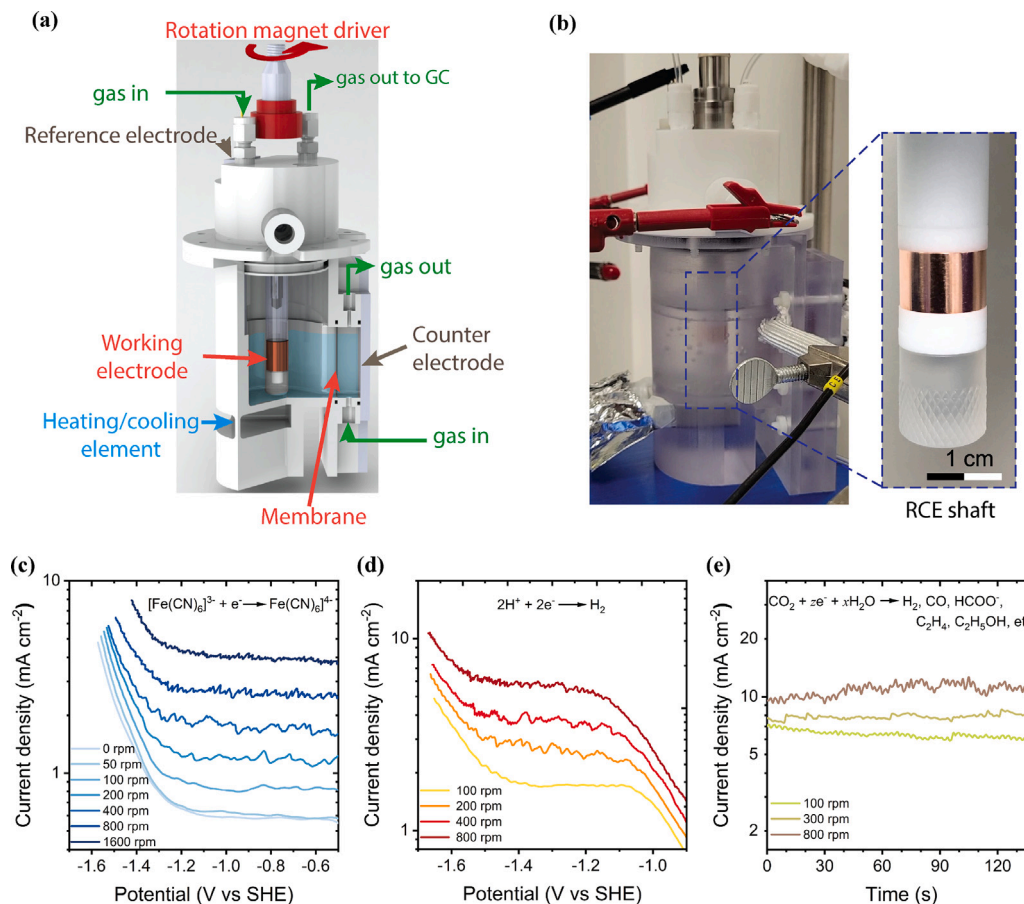 (a)
Rotation magnet driver
gas in
gas out to GC
Reference electrode
gas out
Working
electrode
Counter
electrode
Heating/cooling
element
gas in
Membrane
(b)
1 cm
RCE shaft
(c)
Current density (mA cm⁻²)
10
1
[Fe(CN)₆]³⁻ + e⁻ → Fe(CN)₆]⁴⁻
0 rpm
50 rpm
100 rpm
200 rpm
400 rpm
800 rpm
1600 rpm
-1.6 -1.4 -1.2 -1.0 -0.8 -0.6
Potential (V vs SHE)
(d)
Current density (mA cm⁻²)
10
1
2H⁺ + 2e⁻ → H₂
100 rpm
200 rpm
400 rpm
800 rpm
-1.6 -1.4 -1.2 -1.0
Potential (V vs SHE)
(e)
Current density (mA cm⁻²)
20
10
5
2
CO₂ + ze⁻ + xH₂O → H₂, CO, HCOO⁻,
C₂H₄, C₂H₅OH, et
100 rpm
300 rpm
800 rpm
0 30 60 90 120
Time (s)